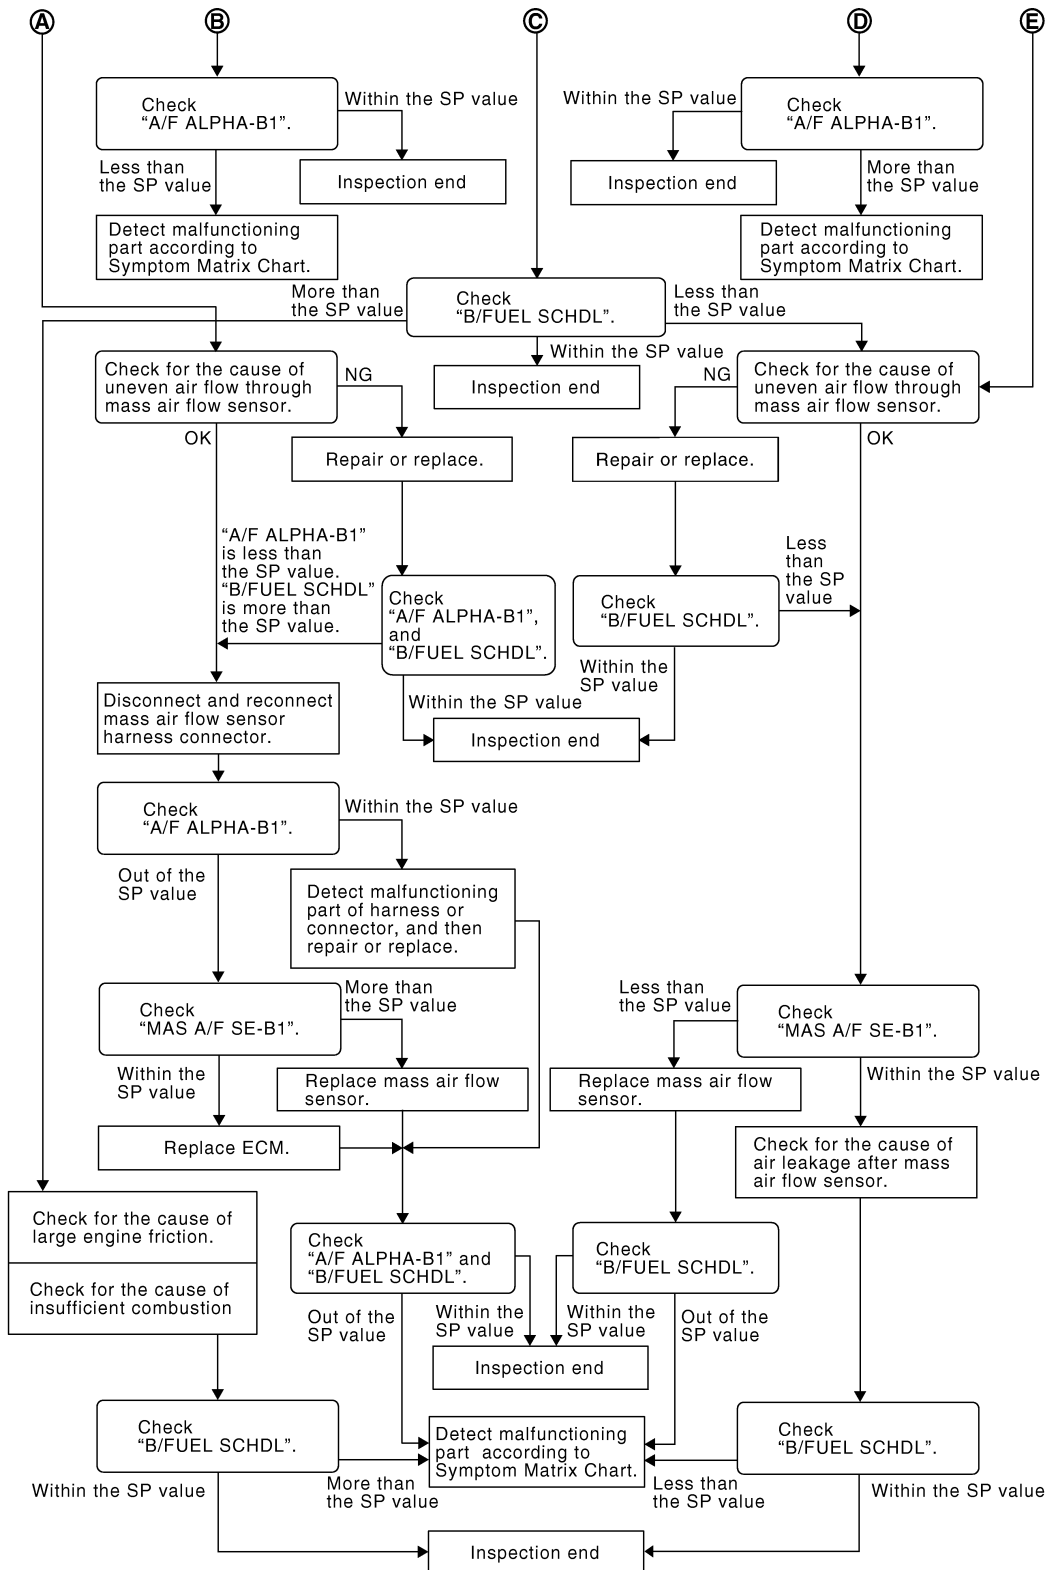 A
B
C
D
E
Check
“A/F ALPHA-B1”.
Within the SP value
Less than
the SP value
Inspection end
Detect malfunctioning
part according to
Symptom Matrix Chart.
Within the SP value
Check
“A/F ALPHA-B1”.
Inspection end
More than
the SP value
Detect malfunctioning
part according to
Symptom Matrix Chart.
More than
the SP value
Check
“B/FUEL SCHDL”.
Less than
the SP value
Within the SP value
Inspection end
Check for the cause of
uneven air flow through
mass air flow sensor.
NG
OK
Repair or replace.
NG
Check for the cause of
uneven air flow through
mass air flow sensor.
OK
Repair or replace.
“A/F ALPHA-B1”
is less than
the SP value.
“B/FUEL SCHDL”
is more than
the SP value.
Check
“A/F ALPHA-B1”,
and
“B/FUEL SCHDL”.
Check
“B/FUEL SCHDL”.
Less
than
the SP
value
Within the SP value
Within the
SP value
Inspection end
Disconnect and reconnect
mass air flow sensor
harness connector.
Check
“A/F ALPHA-B1”.
Within the SP value
Out of the
SP value
Detect malfunctioning
part of harness or
connector, and then
repair or replace.
Check
“MAS A/F SE-B1”.
More than
the SP value
Within the
SP value
Replace mass air flow
sensor.
Replace ECM.
Less than
the SP value
Check
“MAS A/F SE-B1”.
Replace mass air flow
sensor.
Within the SP value
Check for the cause of
air leakage after mass
air flow sensor.
Check for the cause of
large engine friction.
Check for the cause of
insufficient combustion
Check
“A/F ALPHA-B1” and
“B/FUEL SCHDL”.
Check
“B/FUEL SCHDL”.
Out of the
SP value
Within the
SP value
Within the
SP value
Out of the
SP value
Inspection end
Check
“B/FUEL SCHDL”.
Detect malfunctioning
part according to
Symptom Matrix Chart.
Check
“B/FUEL SCHDL”.
Within the SP value
More than
the SP value
Less than
the SP value
Within the SP value
Inspection end